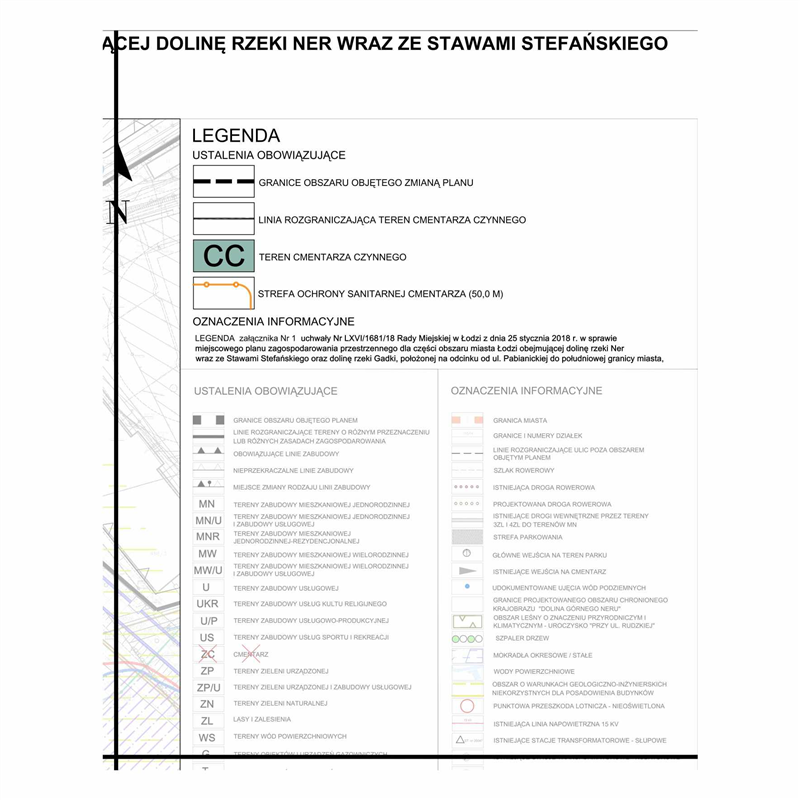 ĄCEJ DOLINĘ RZEKI NER WRAZ ZE STAWAMI STEFAŃSKIEGO
N
LEGENDA
USTALENIA OBOWIĄZUJĄCE
GRANICE OBSZARU OBJĘTEGO ZMIANĄ PLANU
LINIA ROZGRANICZAJĄCA TEREN CMENTARZA CZYNNEGO
CC TEREN CMENTARZA CZYNNEGO
STREFA OCHRONY SANITARNEJ CMENTARZA (50,0 M)
OZNACZENIA INFORMACYJNE
LEGENDA załącznika Nr 1 uchwały Nr LXVI/1681/18 Rady Miejskiej w Łodzi z dnia 25 stycznia 2018 r. w sprawie
miejscowego planu zagospodarowania przestrzennego dla części obszaru miasta Łodzi obejmującej dolinę rzeki Ner
wraz ze Stawami Stefańskiego oraz dolinę rzeki Gadki, położonej na odcinku od ul. Pabianickiej do południowej granicy miasta,
USTALENIA OBOWIĄZUJĄCE
GRANICE OBSZARU OBJĘTEGO PLANEM
LINIE ROZGRANICZAJĄCE TERENY O RÓŻNYM PRZEZNACZENIU
LUB RÓŻNYCH ZASADACH ZAGOSPODAROWANIA
OBOWIĄZUJĄCE LINIE ZABUDOWY
NIEPRZEKRACZALNE LINIE ZABUDOWY
MIEJSCE ZMIANY RODZAJU LINII ZABUDOWY
MN TERENY ZABUDOWY MIESZKANIOWEJ JEDNORODZINNEJ
MN/U TERENY ZABUDOWY MIESZKANIOWEJ JEDNORODZINNEJ
I ZABUDOWY USŁUGOWEJ
MNR TERENY ZABUDOWY MIESZKANIOWEJ
JEDNORODZINNEJ-REZYDENCJONALNEJ
MW TERENY ZABUDOWY MIESZKANIOWEJ WIELORODZINNEJ
MW/U TERENY ZABUDOWY MIESZKANIOWEJ WIELORODZINNEJ
I ZABUDOWY USŁUGOWEJ
U TERENY ZABUDOWY USŁUGOWEJ
UKR TERENY ZABUDOWY USŁUG KULTU RELIGIJNEGO
U/P TERENY ZABUDOWY USŁUGOWO-PRODUKCYJNEJ
US TERENY ZABUDOWY USŁUG SPORTU I REKREACJI
ZC CMENTARZ
ZP TERENY ZIELENI URZĄDZONEJ
ZP/U TERENY ZIELENI URZĄDZONEJ I ZABUDOWY USŁUGOWEJ
ZN TERENY ZIELENI NATURALNEJ
ZL LASY I ZALESIENIA
WS TERENY WÓD POWIERZCHNIOWYCH
G TERENY OBIEKTÓW I URZĄDZEŃ GAZOWNICZYCH
OZNACZENIA INFORMACYJNE
GRANICA MIASTA
GRANICE I NUMERY DZIAŁEK
LINIE ROZGRANICZAJĄCE ULIC POZA OBSZAREM
OBJĘTYM PLANEM
SZLAK ROWEROWY
ISTNIEJĄCA DROGA ROWEROWA
PROJEKTOWANA DROGA ROWEROWA
ISTNIEJĄCE DROGI WEWNĘTRZNE PRZEZ TERENY
3ZL I 4ZL DO TERENÓW MN
STREFA PARKOWANIA
GŁÓWNE WEJŚCIA NA TEREN PARKU
ISTNIEJĄCE WEJŚCIA NA CMENTARZ
UDOKUMENTOWANE UJĘCIA WÓD PODZIEMNYCH
GRANICE PROJEKTOWANEGO OBSZARU CHRONIONEGO
KRAJOBRAZU "DOLINA GÓRNEGO NERU"
OBSZAR LEŚNY O ZNACZENIU PRZYRODNICZYM I
KLIMATYCZNYM - UROCZYSKO "PRZY UL. RUDZKIEJ"
SZPALER DRZEW
MOKRADŁA OKRESOWE / STAŁE
WODY POWIERZCHNIOWE
OBSZAR O WARUNKACH GEOLOGICZNO-INŻYNIERSKICH
NIEKORZYSTNYCH DLA POSADOWIENIA BUDYNKÓW
PUNKTOWA PRZESZKODA LOTNICZA - NIEOŚWIETLONA
ISTNIEJĄCA LINIA NAPOWIETRZNA 15 KV
ISTNIEJĄCE STACJE TRANSFORMATOROWE - SŁUPOWE